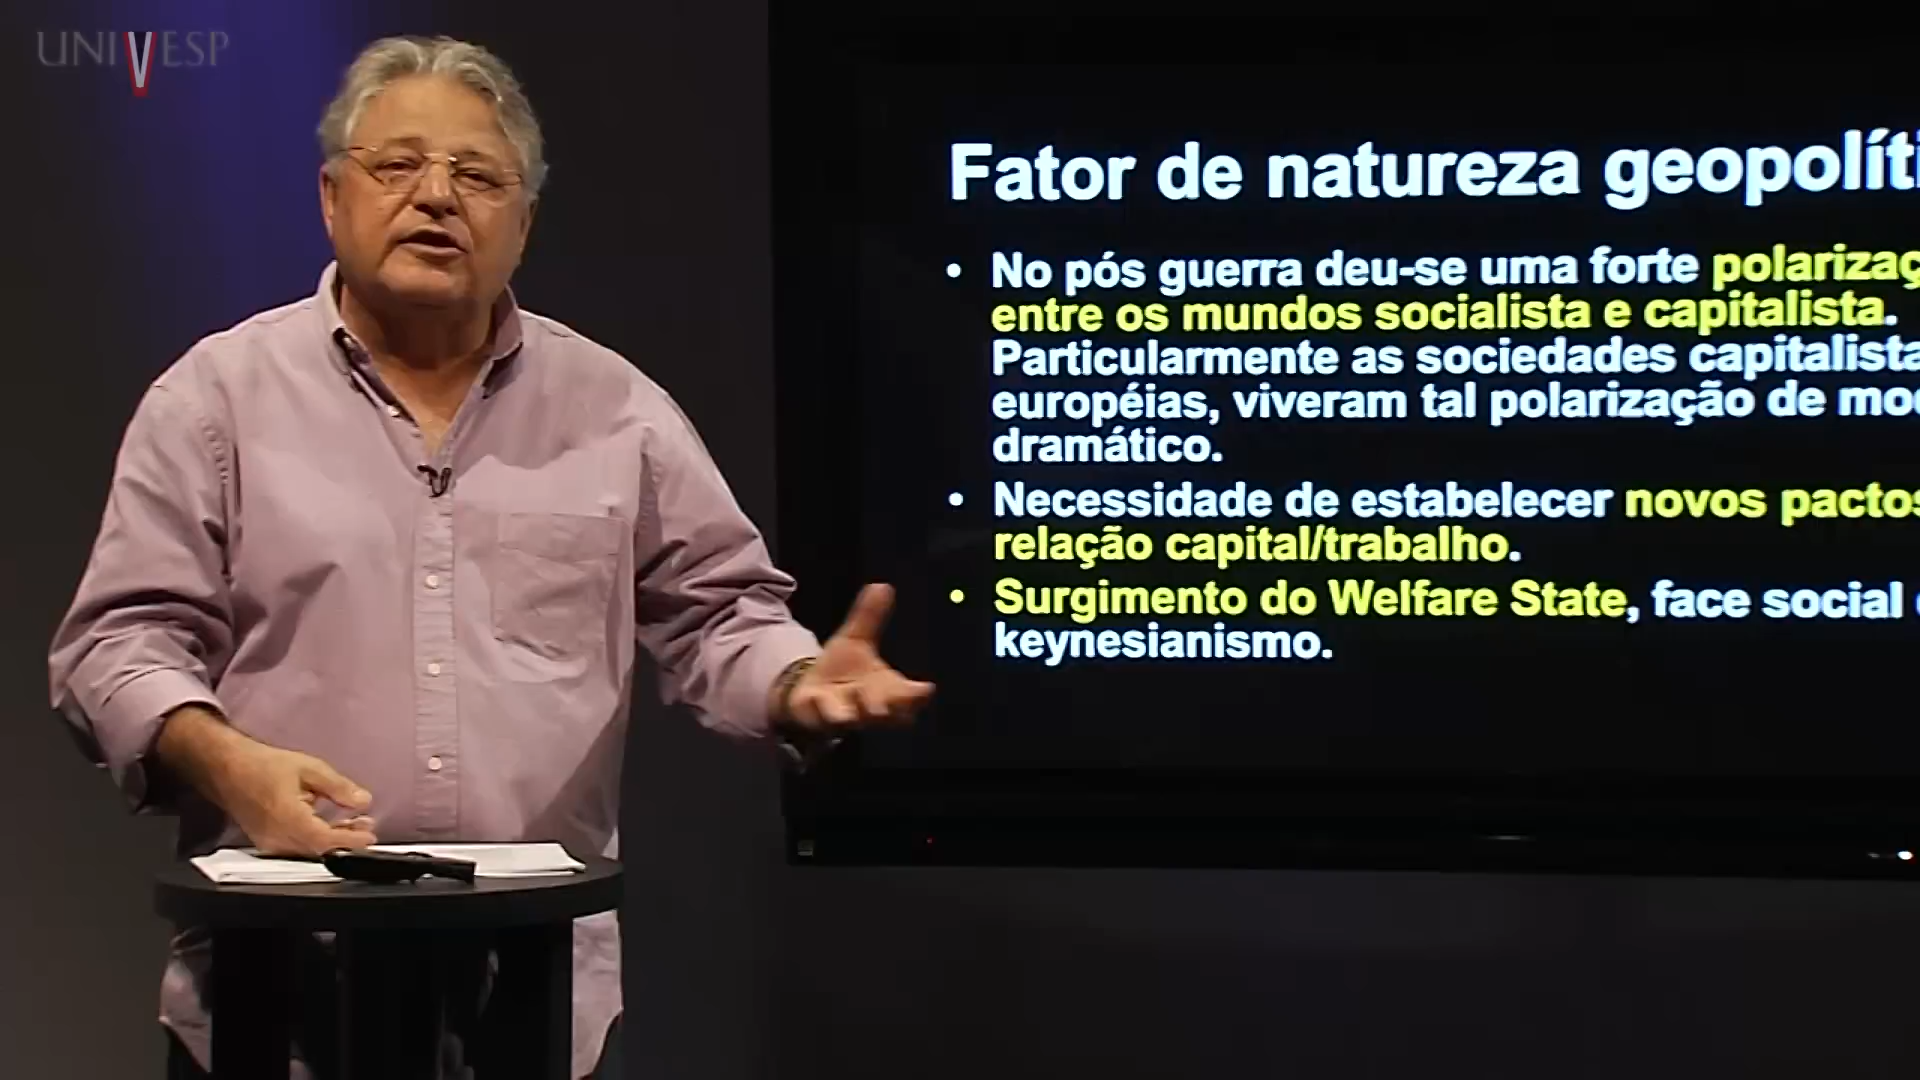 UNIVESP
Fator de natureza geopolíti
No pós guerra deu-se uma forte polarizaç
entre os mundos socialista e capitalista.
Particularmente as sociedades capitalista
européias, viveram tal polarização de mod
dramático.
Necessidade de estabelecer novos pactos
relação capital/trabalho.
Surgimento do Welfare State, face social
keynesianismo.